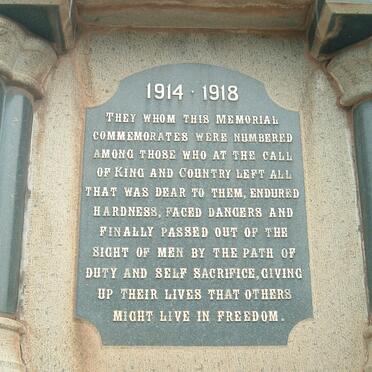 1914 · 1918
THEY WHOM THIS MEMORIAL
COMMEMORATES WERE NUMBERED
AMONG THOSE WHO AT THE CALL
OF KING AND COUNTRY LEFT ALL
THAT WAS DEAR TO THEM, ENDURED
HARDNESS, FACED DANGERS AND
FINALLY PASSED OUT OF THE
SIGHT OF MEN BY THE PATH OF
DUTY AND SELF SACRIFICE, GIVING
UP THEIR LIVES THAT OTHERS
MIGHT LIVE IN FREEDOM.